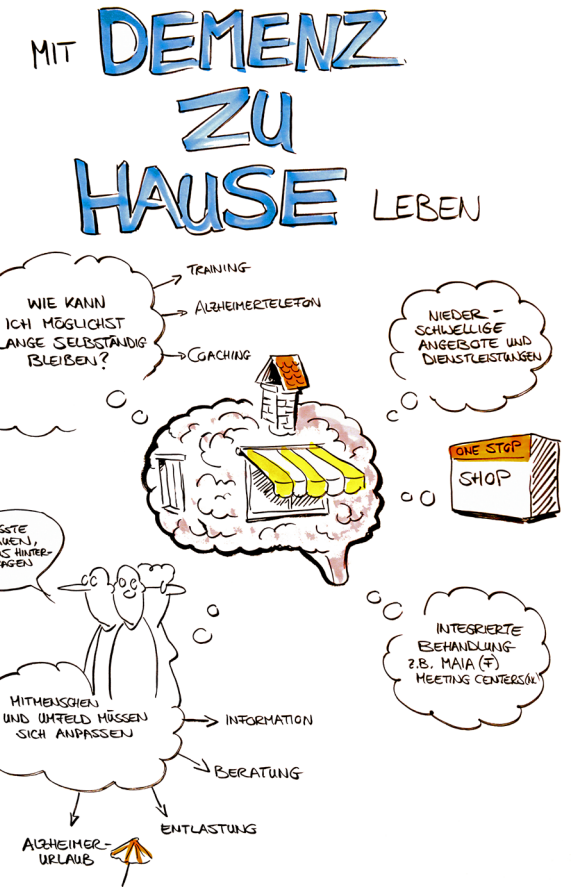 MIT DEMENZ
ZU
HAUSE LEBEN
WIE KANN
ICH MÖGLICHST
LANGE SELBSTÄNDIG
BLEIBEN?
TRAINING
ALZHEIMERTELEFON
COACHING
NIEDER-
SCHWELLIGE
ANGEBOTE UND
DIENSTLEISTUNGEN
ONE STOP
SHOP
INTEGRIERTE
BEHANDLUNG
Z.B. MAIA (F)
MEETING CENTERS
MITMENSCHEN
UND UMFELD MÜSSEN
SICH ANPASSEN
INFORMATION
BERATUNG
ENTLASTUNG
ALZHEIMER-
URLAUB